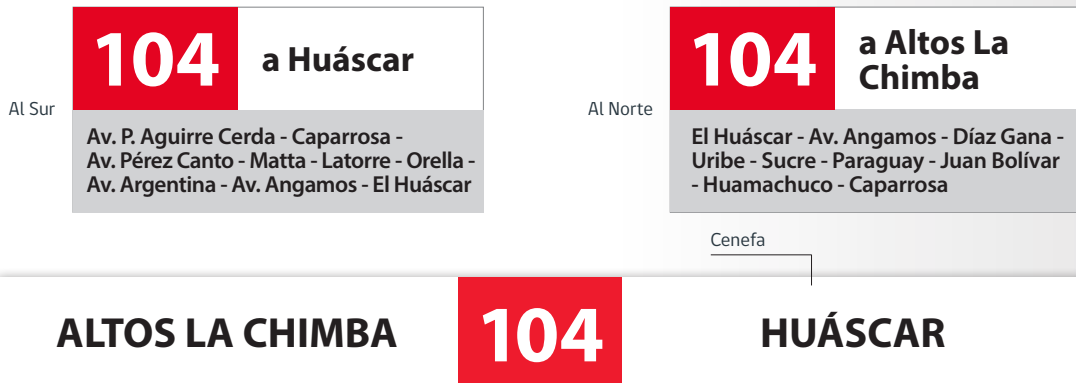 Al Sur
104
a Huáscar
Av. P. Aguirre Cerda - Caparrosa -
Av. Pérez Canto - Matta - Latorre - Orella -
Av. Argentina - Av. Angamos - El Huáscar
Al Norte
104
a Altos La
Chimba
El Huáscar - Av. Angamos - Díaz Gana -
Uribe - Sucre - Paraguay - Juan Bolívar
- Huamachuco - Caparrosa
Cenefa
ALTOS LA CHIMBA
104
HUÁSCAR